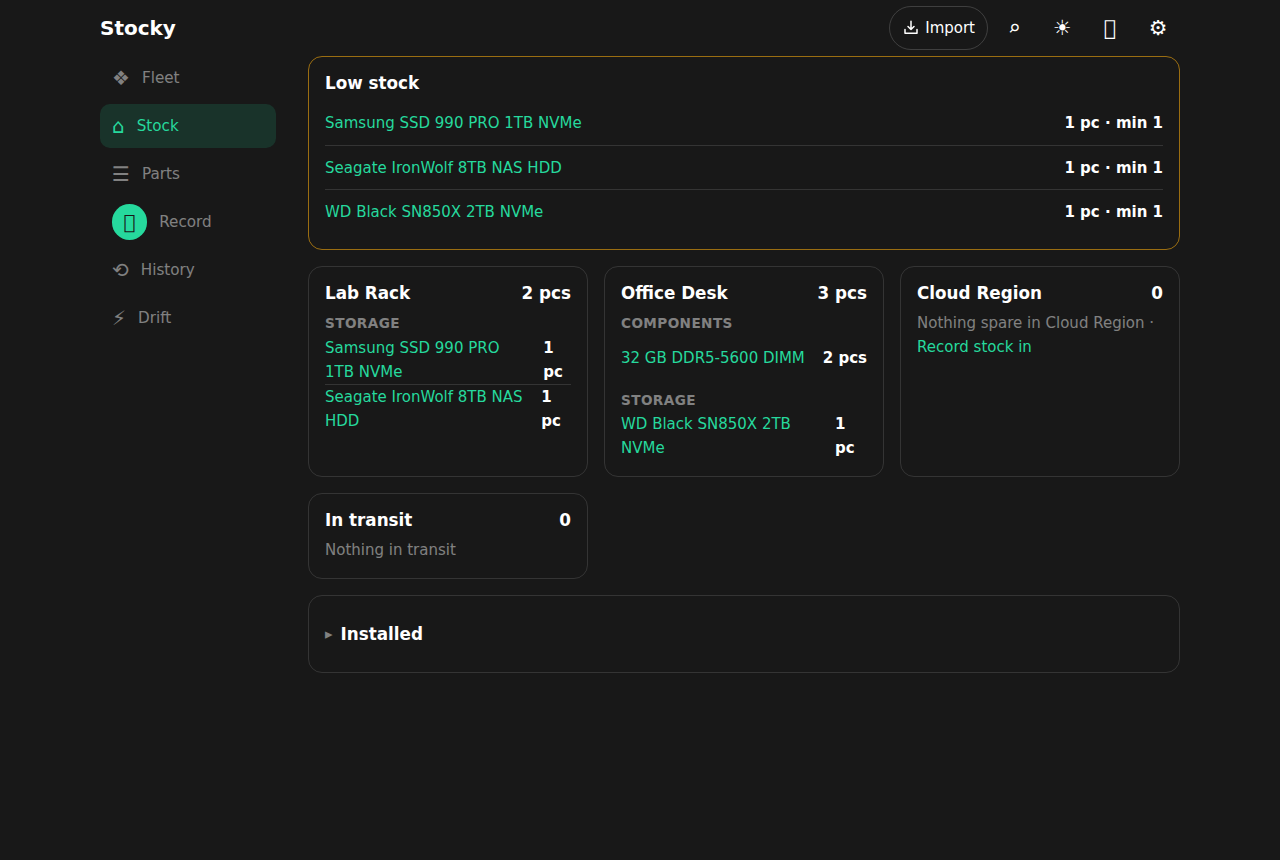 Stocky
Import
Fleet
Stock
Parts
Record
History
Drift
Low stock
Samsung SSD 990 PRO 1TB NVMe 1 pc · min 1
Seagate IronWolf 8TB NAS HDD 1 pc · min 1
WD Black SN850X 2TB NVMe 1 pc · min 1
Lab Rack 2 pcs
STORAGE
Samsung SSD 990 PRO 1
1TB NVMe pc
Seagate IronWolf 8TB NAS 1
HDD pc
Office Desk 3 pcs
COMPONENTS
32 GB DDR5-5600 DIMM 2 pcs
STORAGE
WD Black SN850X 2TB 1
NVMe pc
Cloud Region 0
Nothing spare in Cloud Region ·
Record stock in
In transit 0
Nothing in transit
Installed